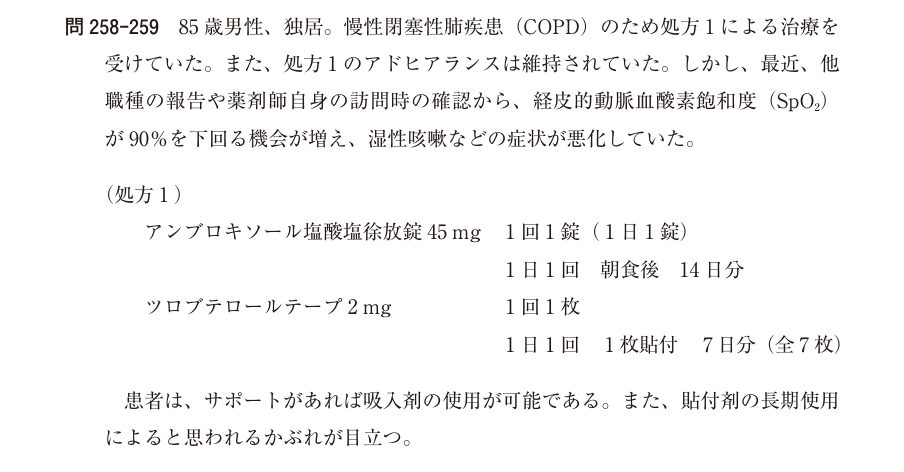 問258-259 85歳男性、独居。慢性閉塞性肺疾患（COPD）のため処方1による治療を
受けていた。また、処方1のアドヒアランスは維持されていた。しかし、最近、他
職種の報告や薬剤師自身の訪問時の確認から、経皮的動脈血酸素飽和度（SpO₂）
が90％を下回る機会が増え、湿性咳嗽などの症状が悪化していた。
（処方1）
アンブロキソール塩酸塩徐放錠45 mg 1回1錠（1日1錠）
1日1回 朝食後 14日分
ツロブテロールテープ2 mg 1回1枚
1日1回 1枚貼付 7日分（全7枚）
患者は、サポートがあれば吸入剤の使用が可能である。また、貼付剤の長期使用
によると思われるかぶれが目立つ。